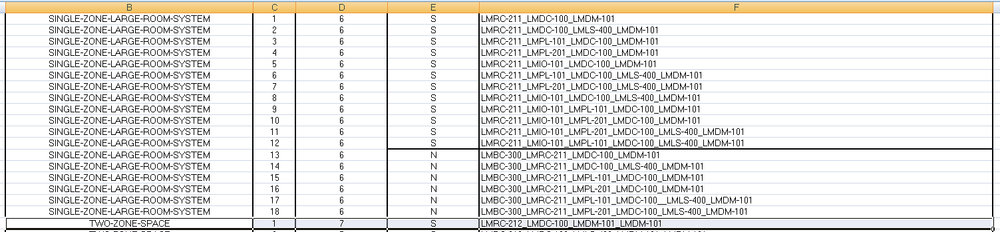 B C D E F
SINGLE-ZONE-LARGE-ROOM-SYSTEM 1 6 S LMRC-211_LMDC-100_LMDM-101
SINGLE-ZONE-LARGE-ROOM-SYSTEM 2 6 S LMRC-211_LMDC-100_LMLS-400_LMDM-101
SINGLE-ZONE-LARGE-ROOM-SYSTEM 3 6 S LMRC-211_LMPL-101_LMDC-100_LMDM-101
SINGLE-ZONE-LARGE-ROOM-SYSTEM 4 6 S LMRC-211_LMPL-201_LMDC-100_LMDM-101
SINGLE-ZONE-LARGE-ROOM-SYSTEM 5 6 S LMRC-211_LMIO-101_LMDC-100_LMDM-101
SINGLE-ZONE-LARGE-ROOM-SYSTEM 6 6 S LMRC-211_LMPL-101_LMDC-100_LMLS-400_LMDM-101
SINGLE-ZONE-LARGE-ROOM-SYSTEM 7 6 S LMRC-211_LMPL-201_LMDC-100_LMLS-400_LMDM-101
SINGLE-ZONE-LARGE-ROOM-SYSTEM 8 6 S LMRC-211_LMIO-101_LMDC-100_LMLS-400_LMDM-101
SINGLE-ZONE-LARGE-ROOM-SYSTEM 9 6 S LMRC-211_LMIO-101_LMPL-101_LMDC-100_LMDM-101
SINGLE-ZONE-LARGE-ROOM-SYSTEM 10 6 S LMRC-211_LMIO-101_LMPL-201_LMDC-100_LMDM-101
SINGLE-ZONE-LARGE-ROOM-SYSTEM 11 6 S LMRC-211_LMIO-101_LMPL-201_LMDC-100_LMLS-400_LMDM-101
SINGLE-ZONE-LARGE-ROOM-SYSTEM 12 6 S LMRC-211_LMIO-101_LMPL-101_LMDC-100_LMLS-400_LMDM-101
SINGLE-ZONE-LARGE-ROOM-SYSTEM 13 6 N LMBC-300_LMRC-211_LMDC-100_LMDM-101
SINGLE-ZONE-LARGE-ROOM-SYSTEM 14 6 N LMBC-300_LMRC-211_LMDC-100_LMLS-400_LMDM-101
SINGLE-ZONE-LARGE-ROOM-SYSTEM 15 6 N LMBC-300_LMRC-211_LMPL-101_LMDC-100_LMDM-101
SINGLE-ZONE-LARGE-ROOM-SYSTEM 16 6 N LMBC-300_LMRC-211_LMPL-201_LMDC-100_LMDM-101
SINGLE-ZONE-LARGE-ROOM-SYSTEM 17 6 N LMBC-300_LMRC-211_LMPL-101_LMDC-100__LMLS-400_LMDM-101
SINGLE-ZONE-LARGE-ROOM-SYSTEM 18 6 N LMBC-300_LMRC-211_LMPL-201_LMDC-100_LMLS-400_LMDM-101
TWO-ZONE-SPACE 1 7 S LMRC-212_LMDC-100_LMDM-101_LMDM-101